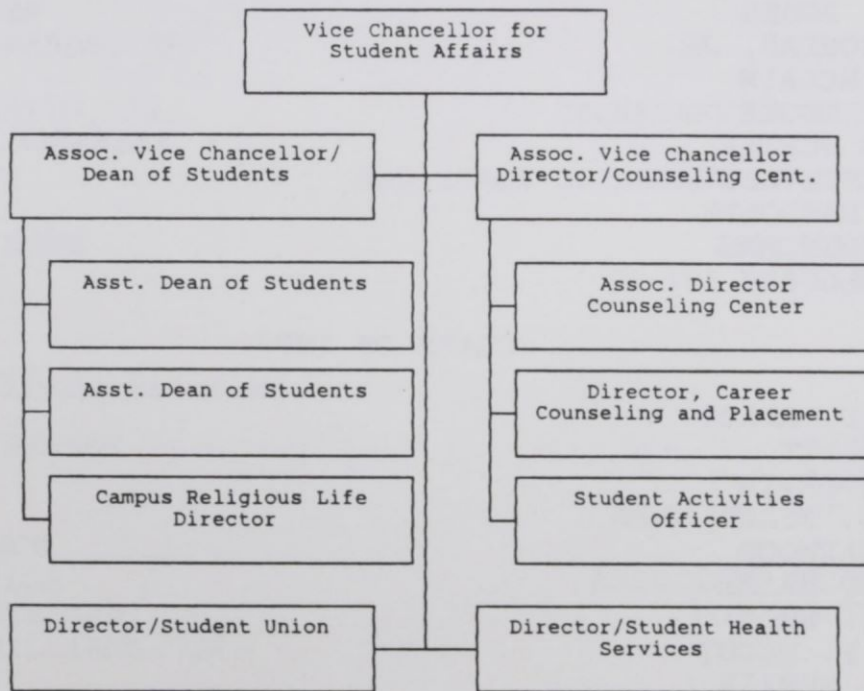 Vice Chancellor for
Student Affairs
Assoc. Vice Chancellor/
Dean of Students
Assoc. Vice Chancellor
Director/Counseling Cent.
Asst. Dean of Students
Assoc. Director
Counseling Center
Asst. Dean of Students
Director, Career
Counseling and Placement
Campus Religious Life
Director
Student Activities
Officer
Director/Student Union
Director/Student Health
Services